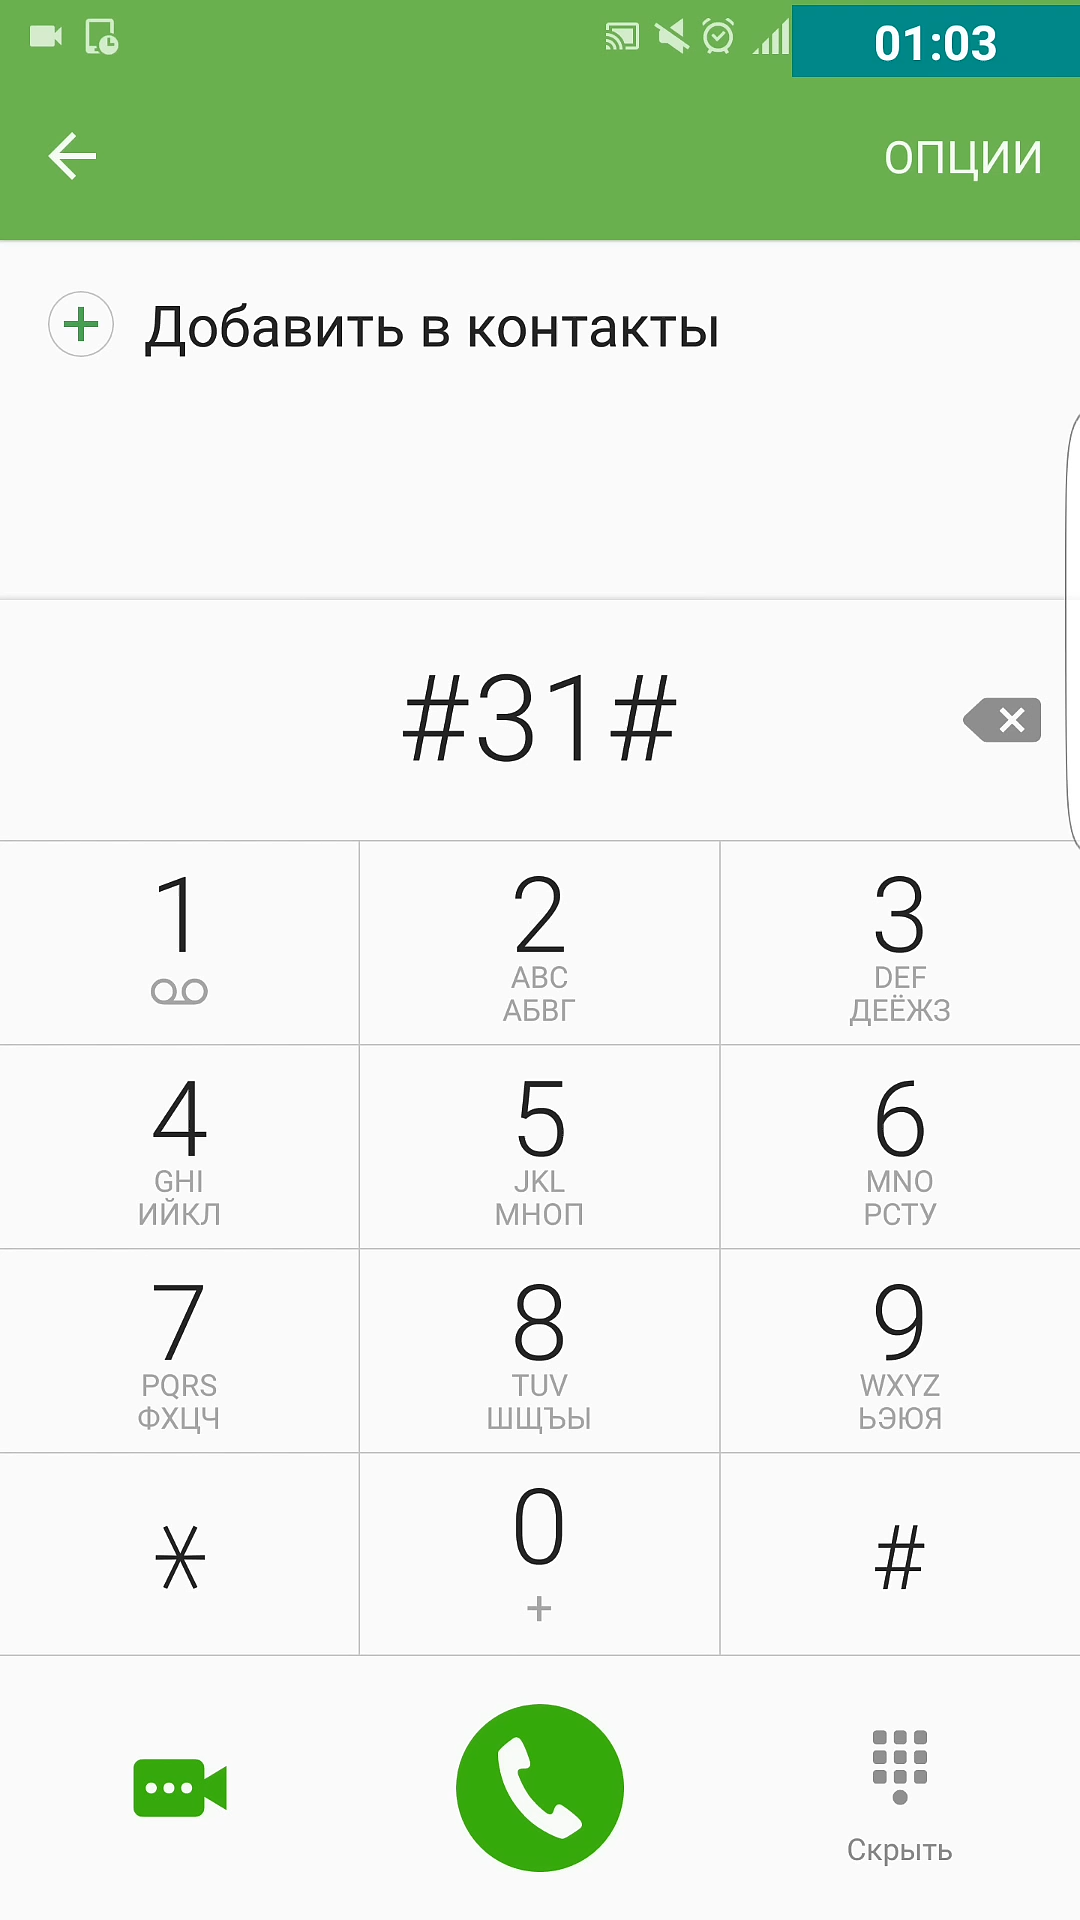 01:03
ОПЦИИ
Добавить в контакты
#31#
1 2 3
ABC DEF
АБВГ ДЕЁЖЗ
4 5 6
GHI JKL MNO
ИЙКЛ МНОП РСТУ
7 8 9
PQRS TUV WXYZ
ФХЦЧ ШЩЪЫ ЬЭЮЯ
* 0 #
+
Скрыть